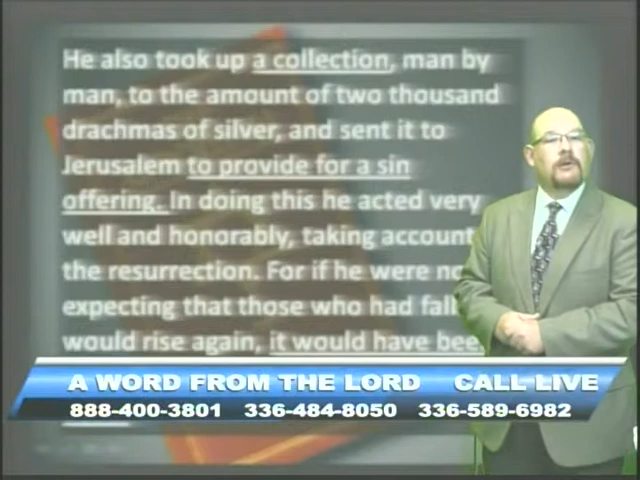 He also took up a collection, man by
man, to the amount of two thousand
drachmas of silver, and sent it to
Jerusalem to provide for a sin
offering. In doing this he acted very
well and honorably, taking account
the resurrection. For if he were
expecting that those who had
would rise again, it would have
A WORD FROM THE LORD CALL LIVE
888-400-3801 336-484-8050 336-589-6982